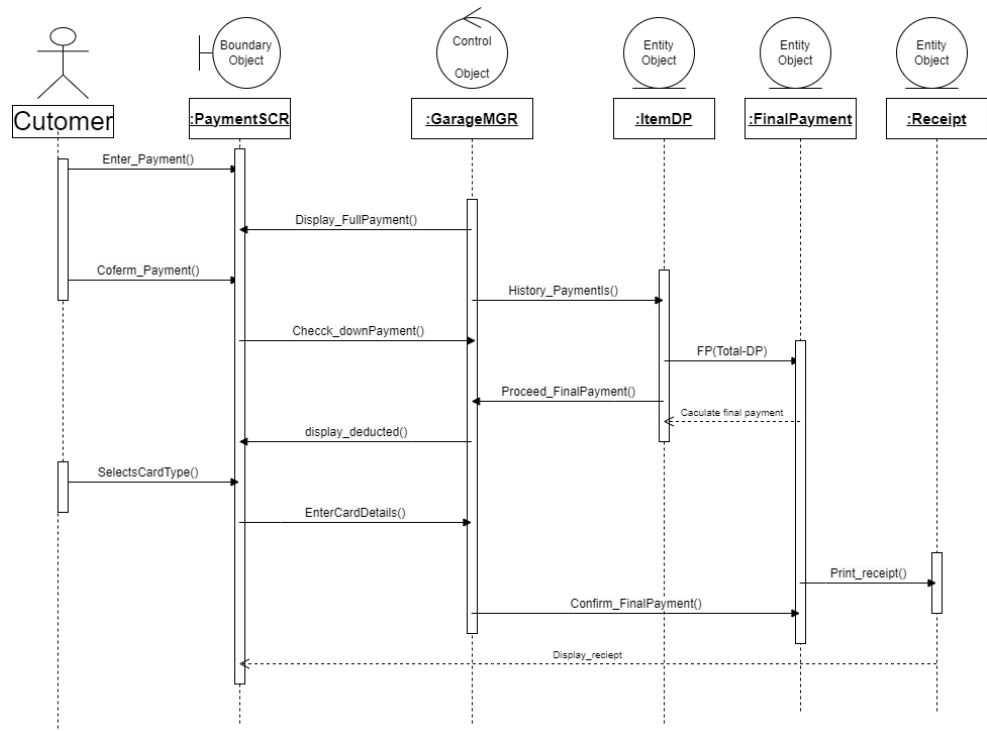 Boundary
Object
Control
Object
Entity
Object
Entity
Object
Entity
Object
Cutomer
:PaymentSCR
:GarageMGR
:ItemDP
:FinalPayment
:Receipt
Enter_Payment()
Display_FullPayment()
Coferm_Payment()
History_PaymentIs()
Checck_downPayment()
FP(Total-DP)
Proceed_FinalPayment()
Caculate final payment
display_deducted()
SelectsCardType()
EnterCardDetails()
Print_receipt()
Confirm_FinalPayment()
Display_reciept